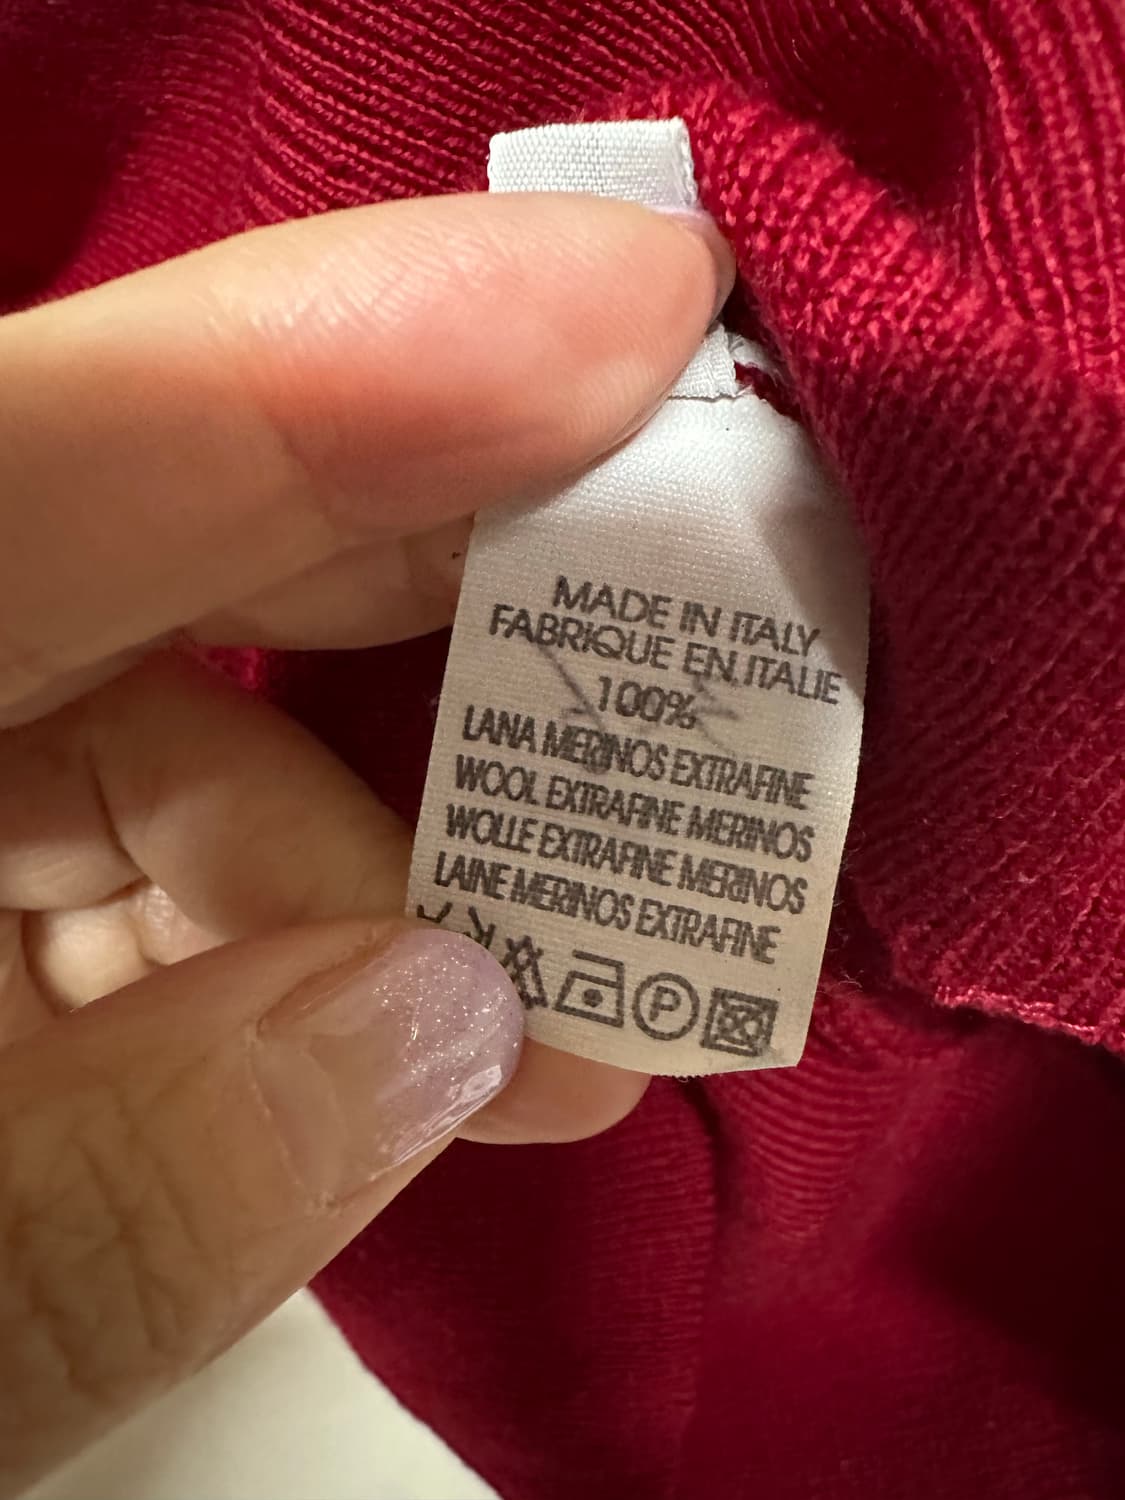 MADE IN ITALY
FABRIQUE EN ITALIE
100%
LANA MERINOS EXTRAFINE
WOOL EXTRAFINE MERINOS
WOLLE EXTRAFINE MERINOS
LAINE MERINOS EXTRAFINE
P